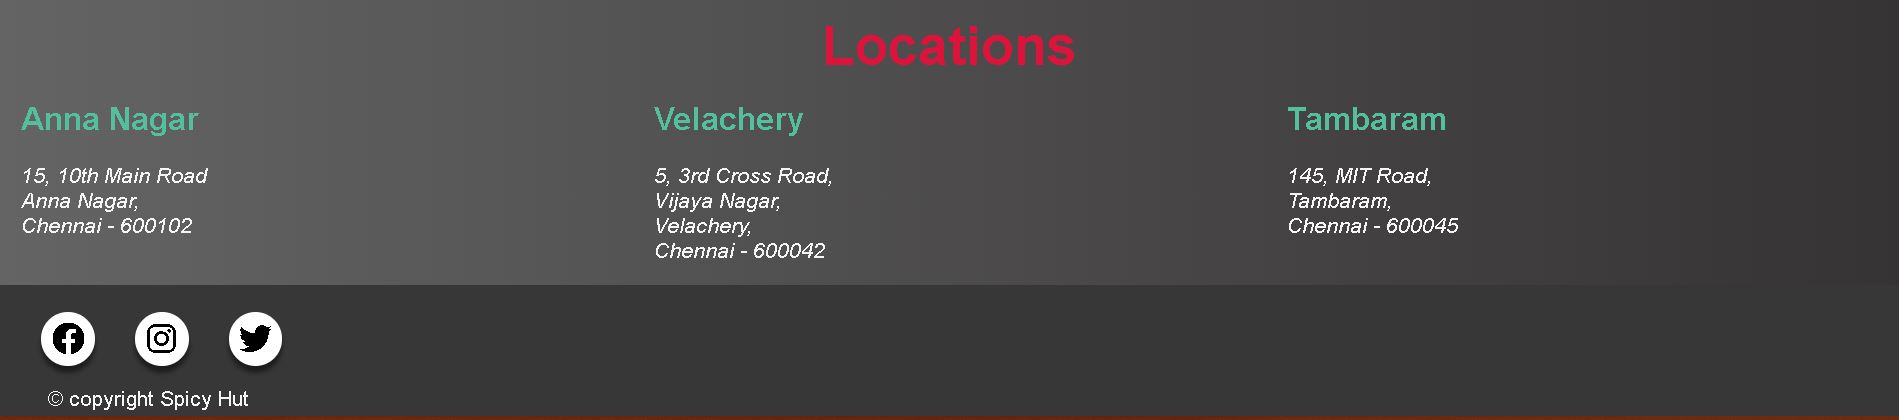 Locations
Anna Nagar
15, 10th Main Road
Anna Nagar,
Chennai - 600102
Velachery
5, 3rd Cross Road,
Vijaya Nagar,
Velachery,
Chennai - 600042
Tambaram
145, MIT Road,
Tambaram,
Chennai - 600045
© copyright Spicy Hut